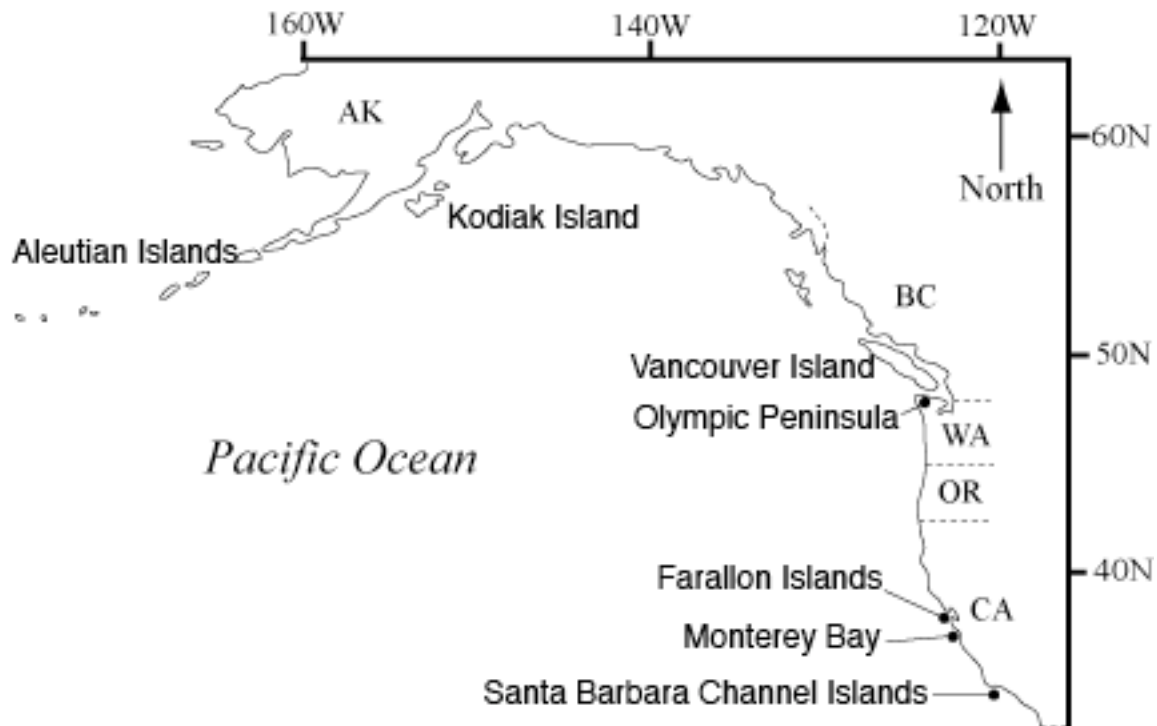 160W 140W 120W
AK
60N
North
Kodiak Island
Aleutian Islands
BC
50N
Vancouver Island
Olympic Peninsula
WA
Pacific Ocean
OR
40N
Farallon Islands
CA
Monterey Bay
Santa Barbara Channel Islands